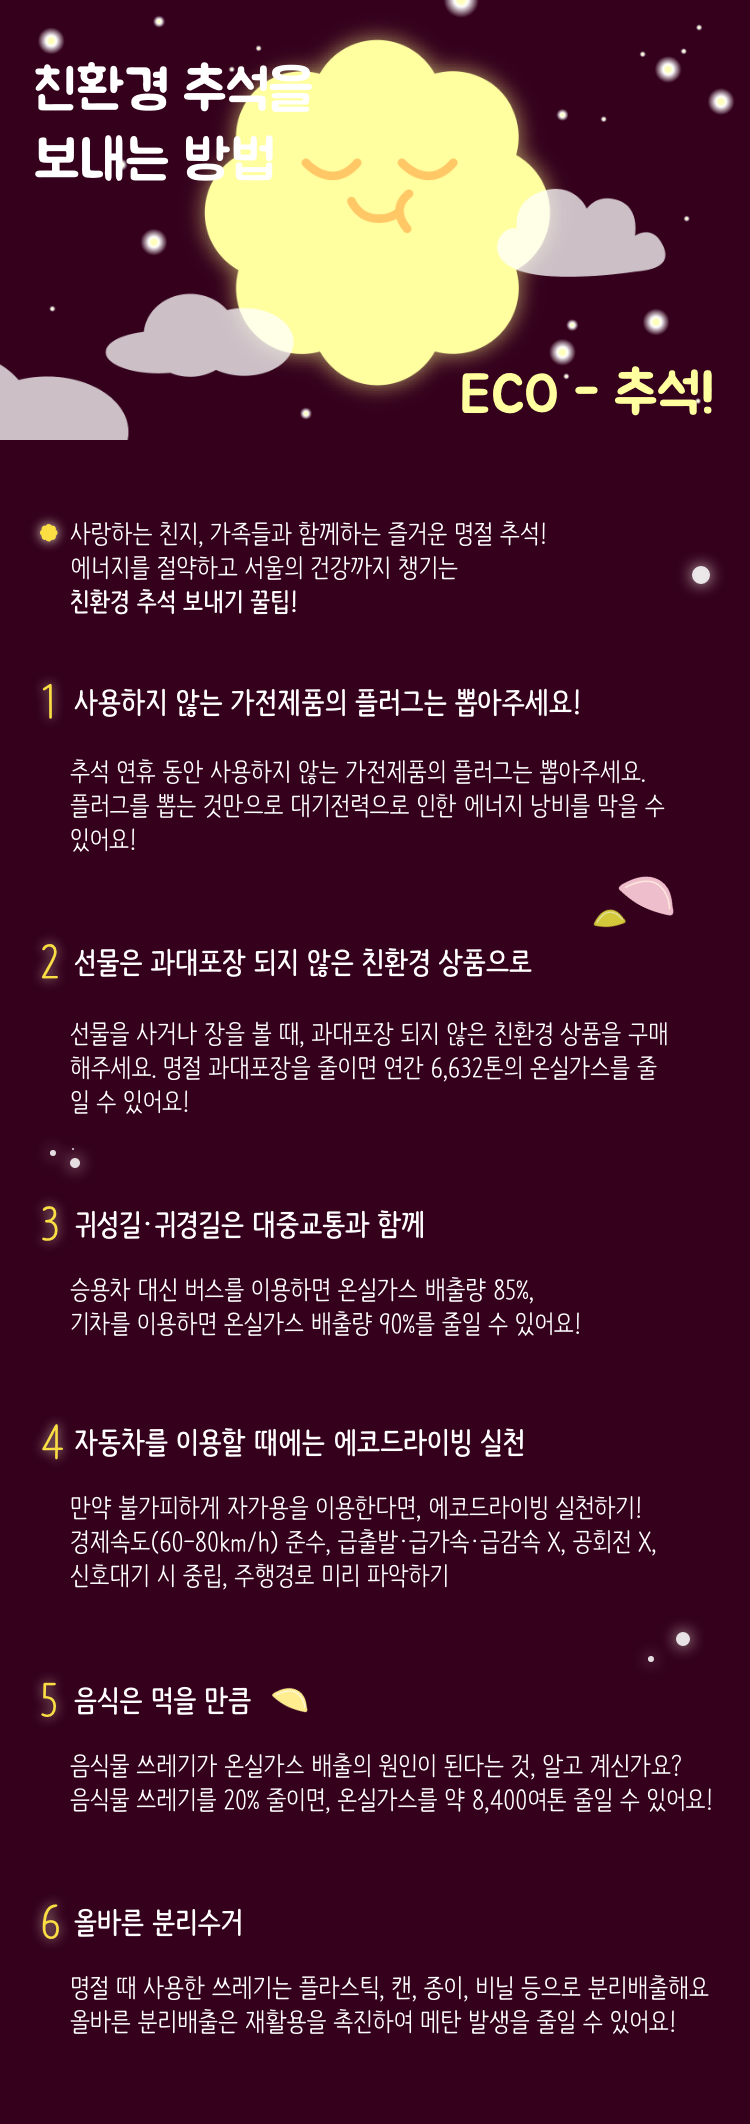 친환경 추석을
보내는 방법
ECO - 추석!
사랑하는 친지, 가족들과 함께하는 즐거운 명절 추석!
에너지를 절약하고 서울의 건강까지 챙기는
친환경 추석 보내기 꿀팁!
1 사용하지 않는 가전제품의 플러그는 뽑아주세요!
추석 연휴 동안 사용하지 않는 가전제품의 플러그는 뽑아주세요.
플러그를 뽑는 것만으로 대기전력으로 인한 에너지 낭비를 막을 수
있어요!
2 선물은 과대포장 되지 않은 친환경 상품으로
선물을 사거나 장을 볼 때, 과대포장 되지 않은 친환경 상품을 구매
해주세요. 명절 과대포장을 줄이면 연간 6,632톤의 온실가스를 줄
일 수 있어요!
3 귀성길·귀경길은 대중교통과 함께
승용차 대신 버스를 이용하면 온실가스 배출량 85%,
기차를 이용하면 온실가스 배출량 90%를 줄일 수 있어요!
4 자동차를 이용할 때에는 에코드라이빙 실천
만약 불가피하게 자가용을 이용한다면, 에코드라이빙 실천하기!
경제속도(60-80km/h) 준수, 급출발·급가속·급감속 X, 공회전 X,
신호대기 시 중립, 주행경로 미리 파악하기
5 음식은 먹을 만큼
음식물 쓰레기가 온실가스 배출의 원인이 된다는 것, 알고 계신가요?
음식물 쓰레기를 20% 줄이면, 온실가스를 약 8,400여톤 줄일 수 있어요!
6 올바른 분리수거
명절 때 사용한 쓰레기는 플라스틱, 캔, 종이, 비닐 등으로 분리배출해요
올바른 분리배출은 재활용을 촉진하여 메탄 발생을 줄일 수 있어요!